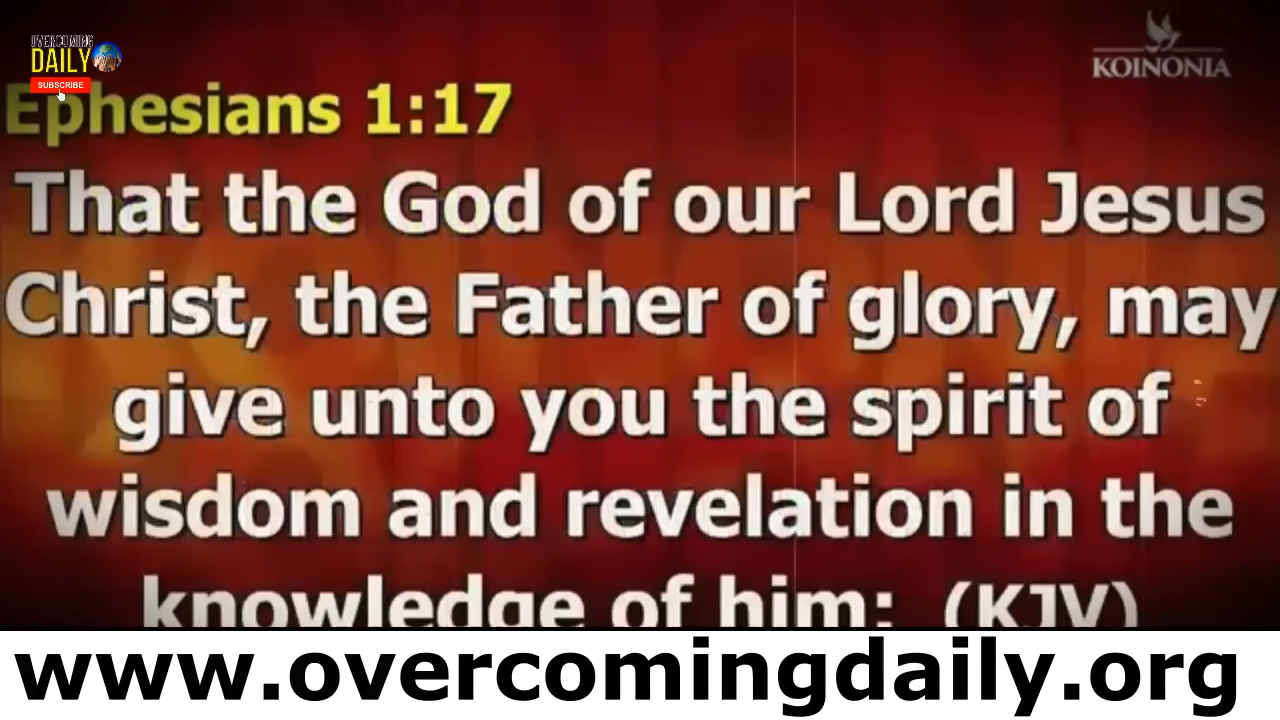 OVERCOMING
DAILY
SUBSCRIBE
KOINONIA
Ephesians 1:17
That the God of our Lord Jesus
Christ, the Father of glory, may
give unto you the spirit of
wisdom and revelation in the
knowledge of him: (KJV)
www.overcomingdaily.org